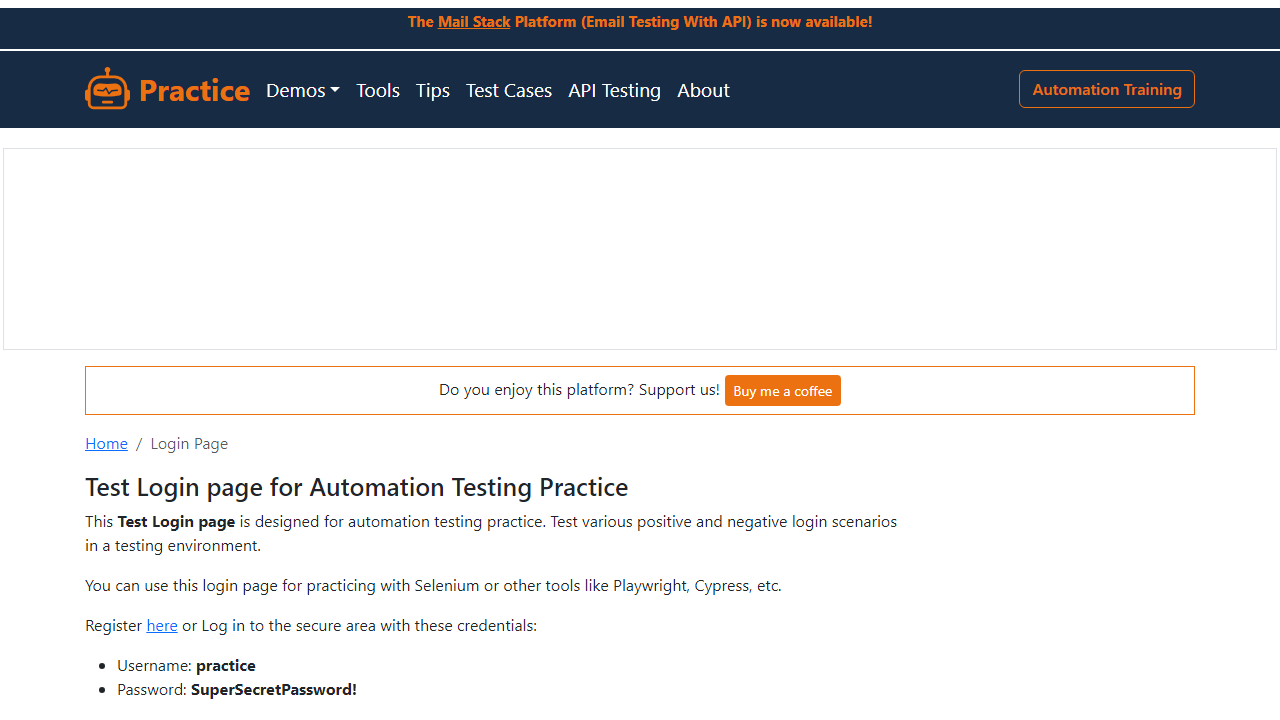 The Mail Stack Platform (Email Testing With API) is now available!
Practice Demos Tools Tips Test Cases API Testing About Automation Training
Do you enjoy this platform? Support us! Buy me a coffee
Home / Login Page
Test Login page for Automation Testing Practice
This Test Login page is designed for automation testing practice. Test various positive and negative login scenarios
in a testing environment.
You can use this login page for practicing with Selenium or other tools like Playwright, Cypress, etc.
Register here or Log in to the secure area with these credentials:
Username: practice
Password: SuperSecretPassword!